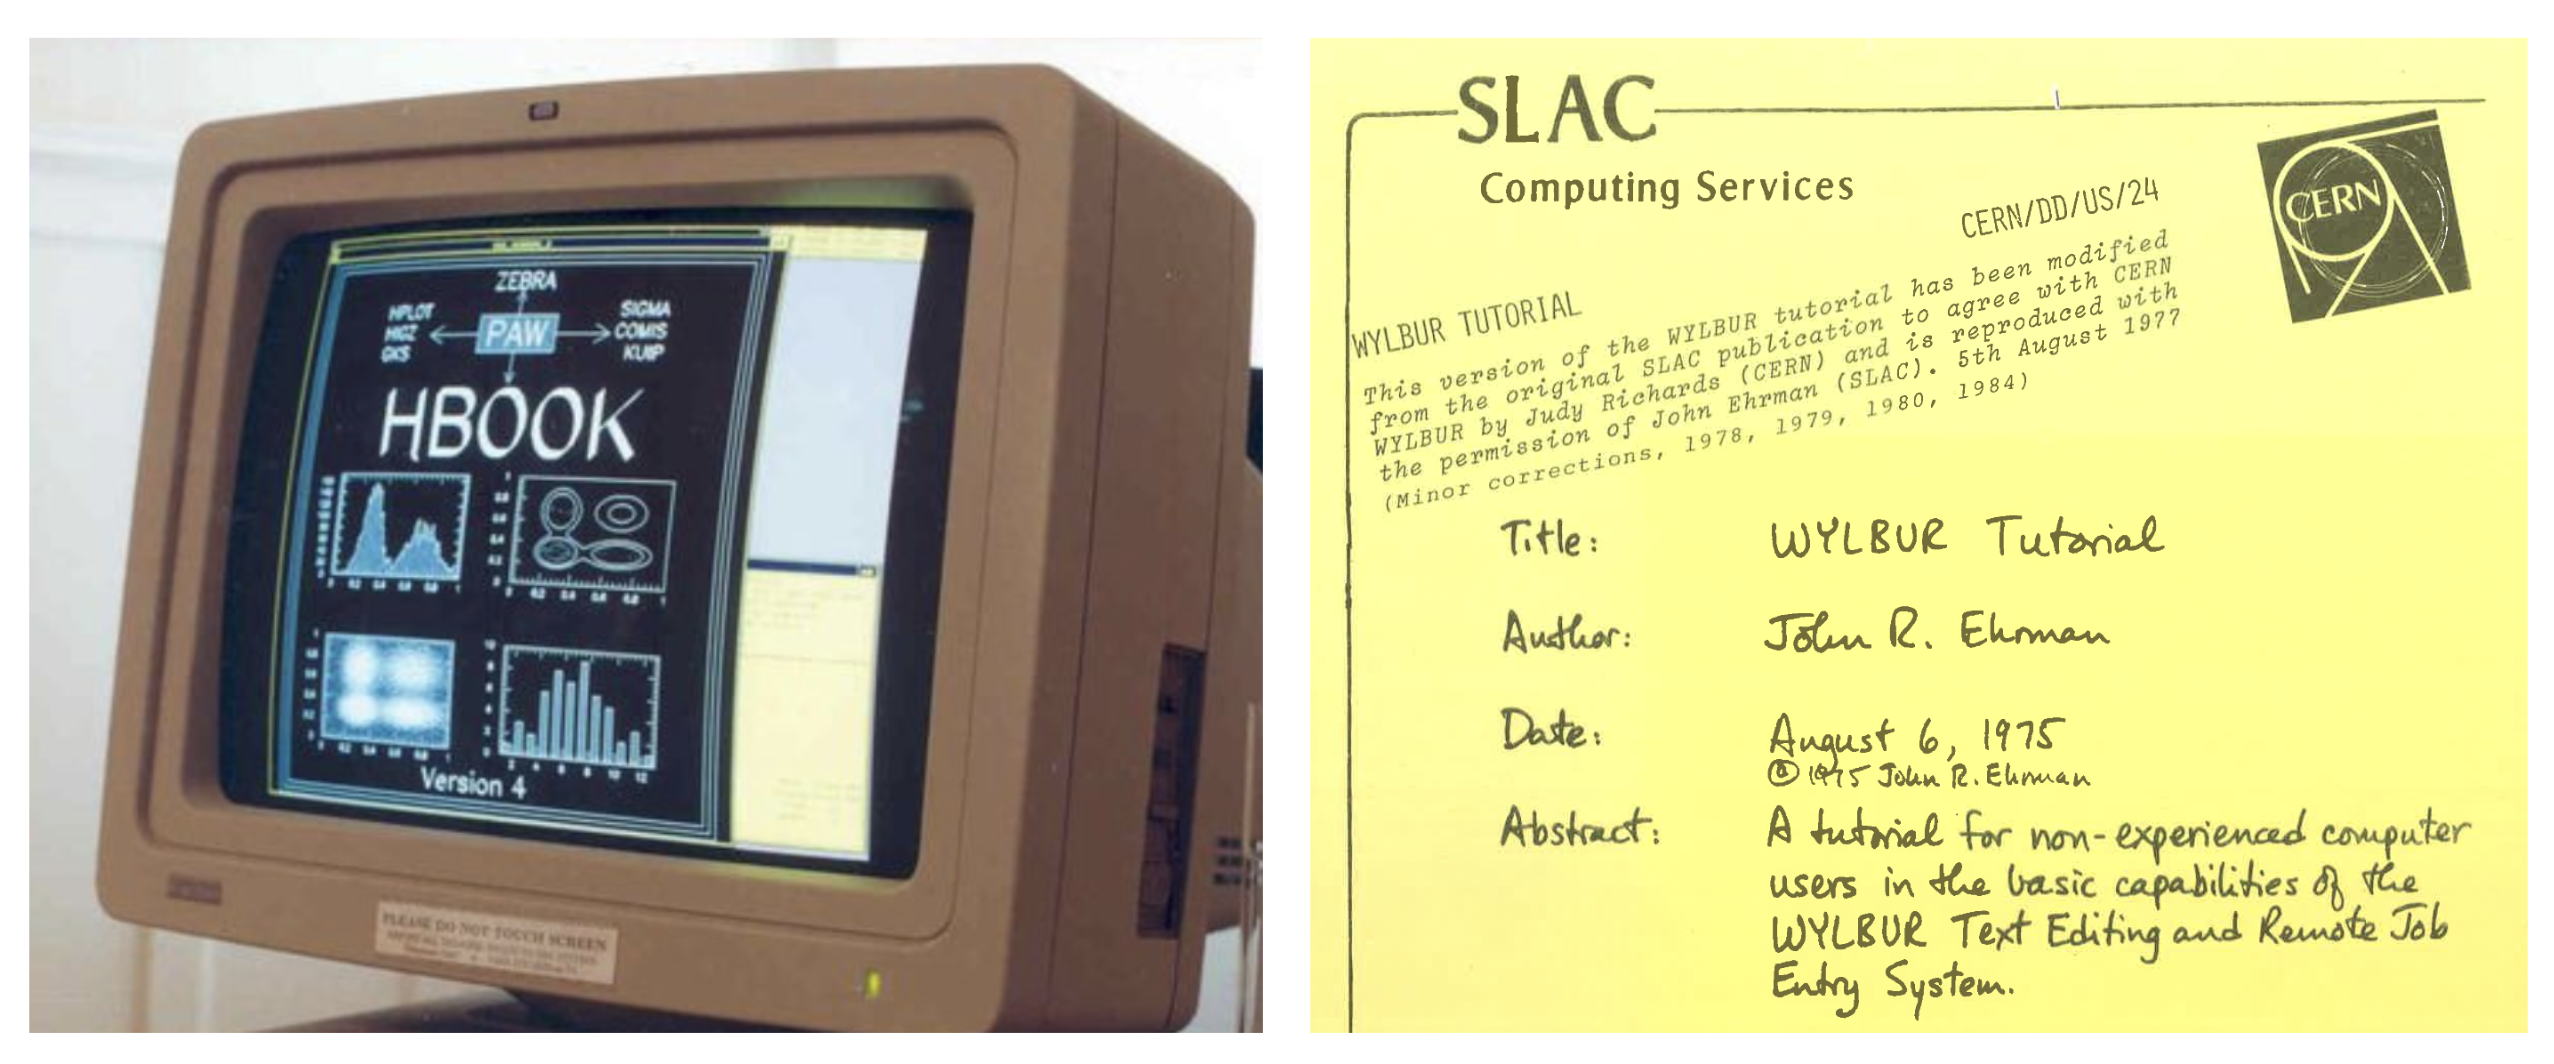 ZEBRA
HPLOT
HIGZ
GKS
PAW
SIGMA
COMIS
KUIP
HBOOK
Version 4
PLEASE DO NOT TOUCH SCREEN
SLAC
Computing Services
CERN/DD/US/24
CERN
WYLBUR TUTORIAL
This version of the WYLBUR tutorial has been modified
from the original SLAC publication to agree with CERN
WYLBUR by Judy Richards (CERN) and is reproduced with
the permission of John Ehrman (SLAC). 5th August 1977
(Minor corrections, 1978, 1979, 1980, 1984)
Title: WYLBUR Tutorial
Author: John R. Ehrman
Date: August 6, 1975
© 1975 John R. Ehrman
Abstract: A tutorial for non-experienced computer
users in the basic capabilities of the
WYLBUR Text Editing and Remote Job
Entry System.